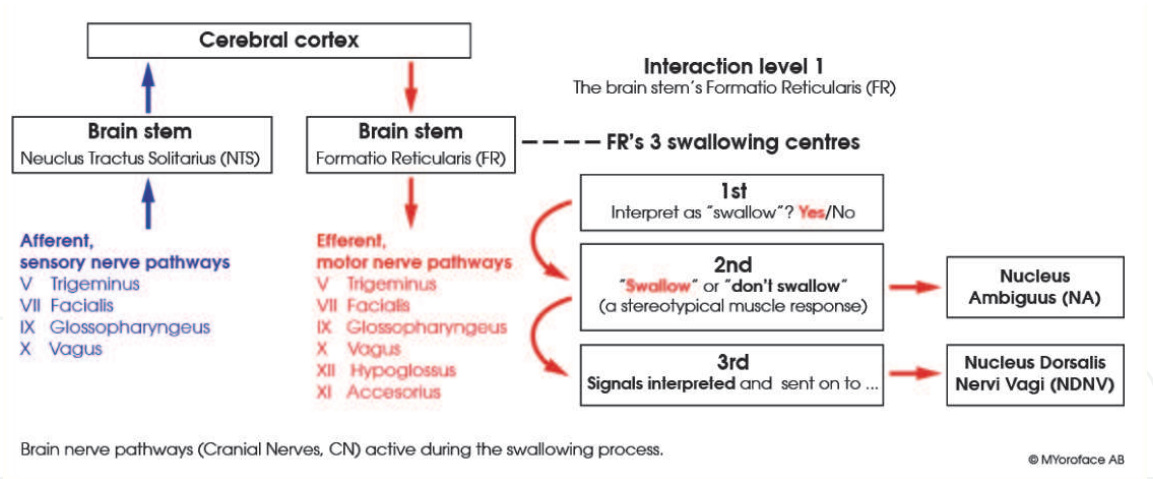 Cerebral cortex
Interaction level 1
The brain stem's Formatio Reticularis (FR)
Brain stem
Neuclus Tractus Solitarius (NTS)
Brain stem
Formatio Reticularis (FR)
FR's 3 swallowing centres
1st
Interpret as "swallow"? Yes/No
Afferent,
sensory nerve pathways
V Trigeminus
VII Facialis
IX Glossopharyngeus
X Vagus
Efferent,
motor nerve pathways
V Trigeminus
VII Facialis
IX Glossopharyngeus
X Vagus
XII Hypoglossus
XI Accesorius
2nd
"Swallow" or "don't swallow"
(a stereotypical muscle response)
Nucleus
Ambiguus (NA)
3rd
Signals interpreted and sent on to ...
Nucleus Dorsalis
Nervi Vagi (NDNV)
Brain nerve pathways (Cranial Nerves, CN) active during the swallowing process.
© MYoroface AB